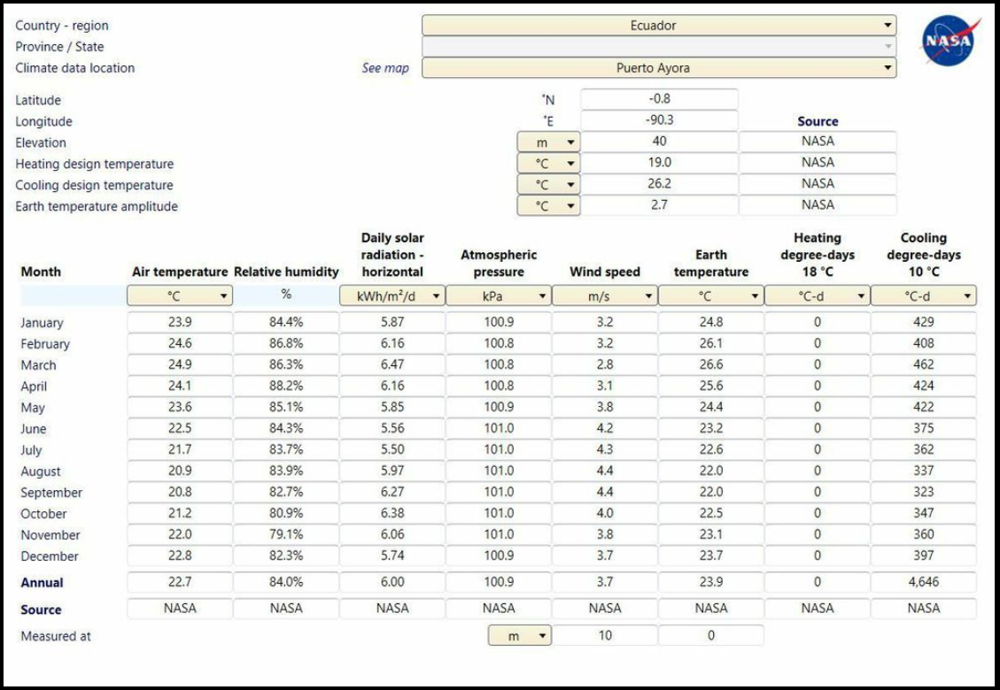 Country - region Ecuador
NASA
Province / State
Climate data location See map Puerto Ayora
Latitude °N -0.8
Longitude °E -90.3 Source
Elevation m 40 NASA
Heating design temperature °C 19.0 NASA
Cooling design temperature °C 26.2 NASA
Earth temperature amplitude °C 2.7 NASA
Daily solar Heating Cooling
radiation - Atmospheric Earth degree-days degree-days
Month Air temperature Relative humidity horizontal pressure Wind speed temperature 18 °C 10 °C
°C % kWh/m²/d kPa m/s °C °C-d °C-d
January 23.9 84.4% 5.87 100.9 3.2 24.8 0 429
February 24.6 86.8% 6.16 100.8 3.2 26.1 0 408
March 24.9 86.3% 6.47 100.8 2.8 26.6 0 462
April 24.1 88.2% 6.16 100.8 3.1 25.6 0 424
May 23.6 85.1% 5.85 100.9 3.8 24.4 0 422
June 22.5 84.3% 5.56 101.0 4.2 23.2 0 375
July 21.7 83.7% 5.50 101.0 4.3 22.6 0 362
August 20.9 83.9% 5.97 101.0 4.4 22.0 0 337
September 20.8 82.7% 6.27 101.0 4.4 22.0 0 323
October 21.2 80.9% 6.38 101.0 4.0 22.5 0 347
November 22.0 79.1% 6.06 101.0 3.8 23.1 0 360
December 22.8 82.3% 5.74 100.9 3.7 23.7 0 397
Annual 22.7 84.0% 6.00 100.9 3.7 23.9 0 4,646
Source NASA NASA NASA NASA NASA NASA NASA NASA
Measured at m 10 0